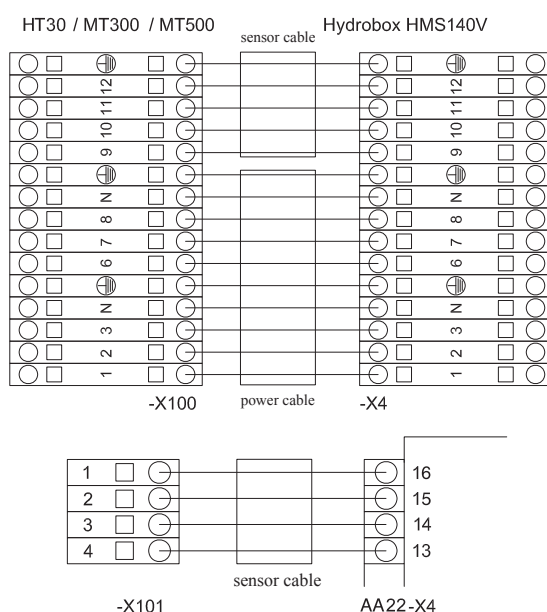 HT30 / MT300 / MT500 Hydrobox HMS140V
sensor cable
12 12
11 11
10 10
9 9
N N
8 8
7 7
6 6
N N
3 3
2 2
1 1
-X100 power cable -X4
1 16
2 15
3 14
4 13
sensor cable
-X101 AA22-X4